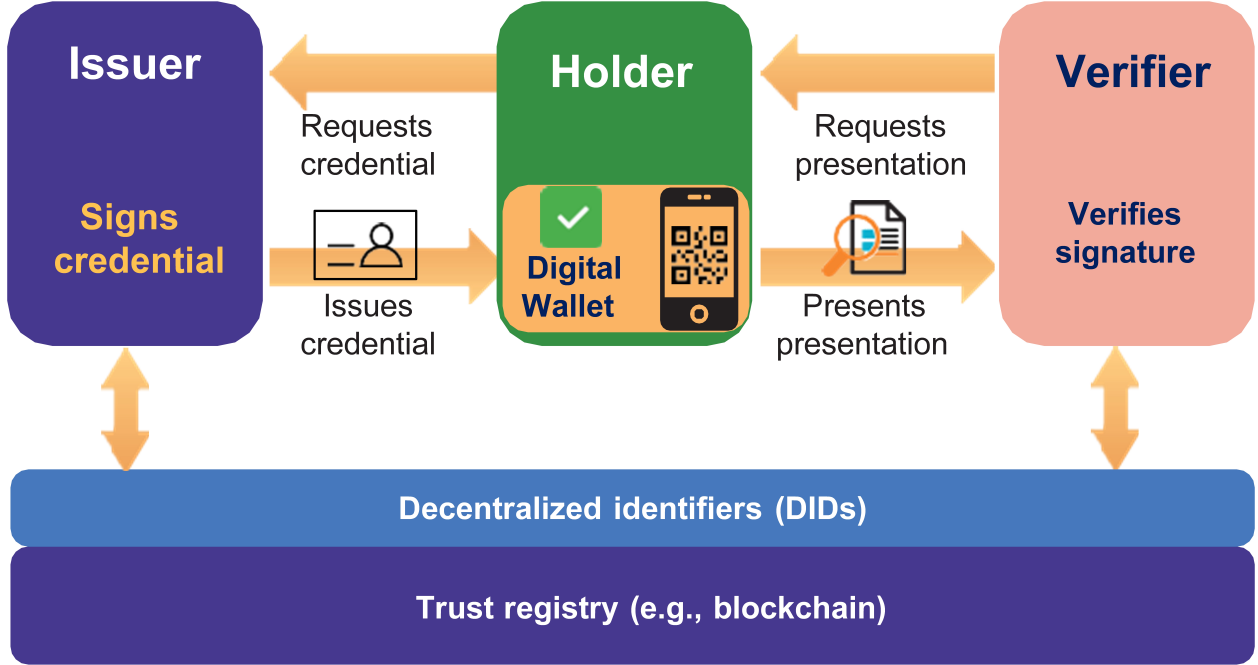 Issuer
Holder
Verifier
Requests
credential
Requests
presentation
Signs
credential
Digital
Wallet
Verifies
signature
Issues
credential
Presents
presentation
Decentralized identifiers (DIDs)
Trust registry (e.g., blockchain)